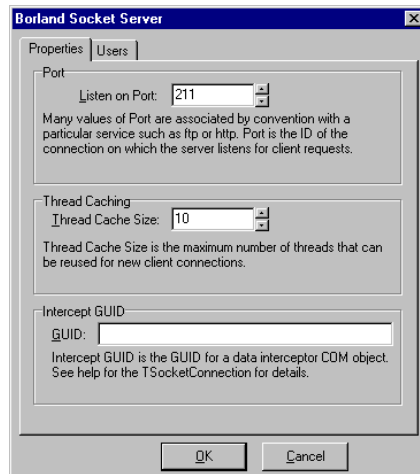 Borland Socket Server
Properties Users
Port
Listen on Port: 211
Many values of Port are associated by convention with a
particular service such as ftp or http. Port is the ID of the
connection on which the server listens for client requests.
Thread Caching
Thread Cache Size: 10
Thread Cache Size is the maximum number of threads that can
be reused for new client connections.
Intercept GUID
GUID:
Intercept GUID is the GUID for a data interceptor COM object.
See help for the TSocketConnection for details.
OK Cancel